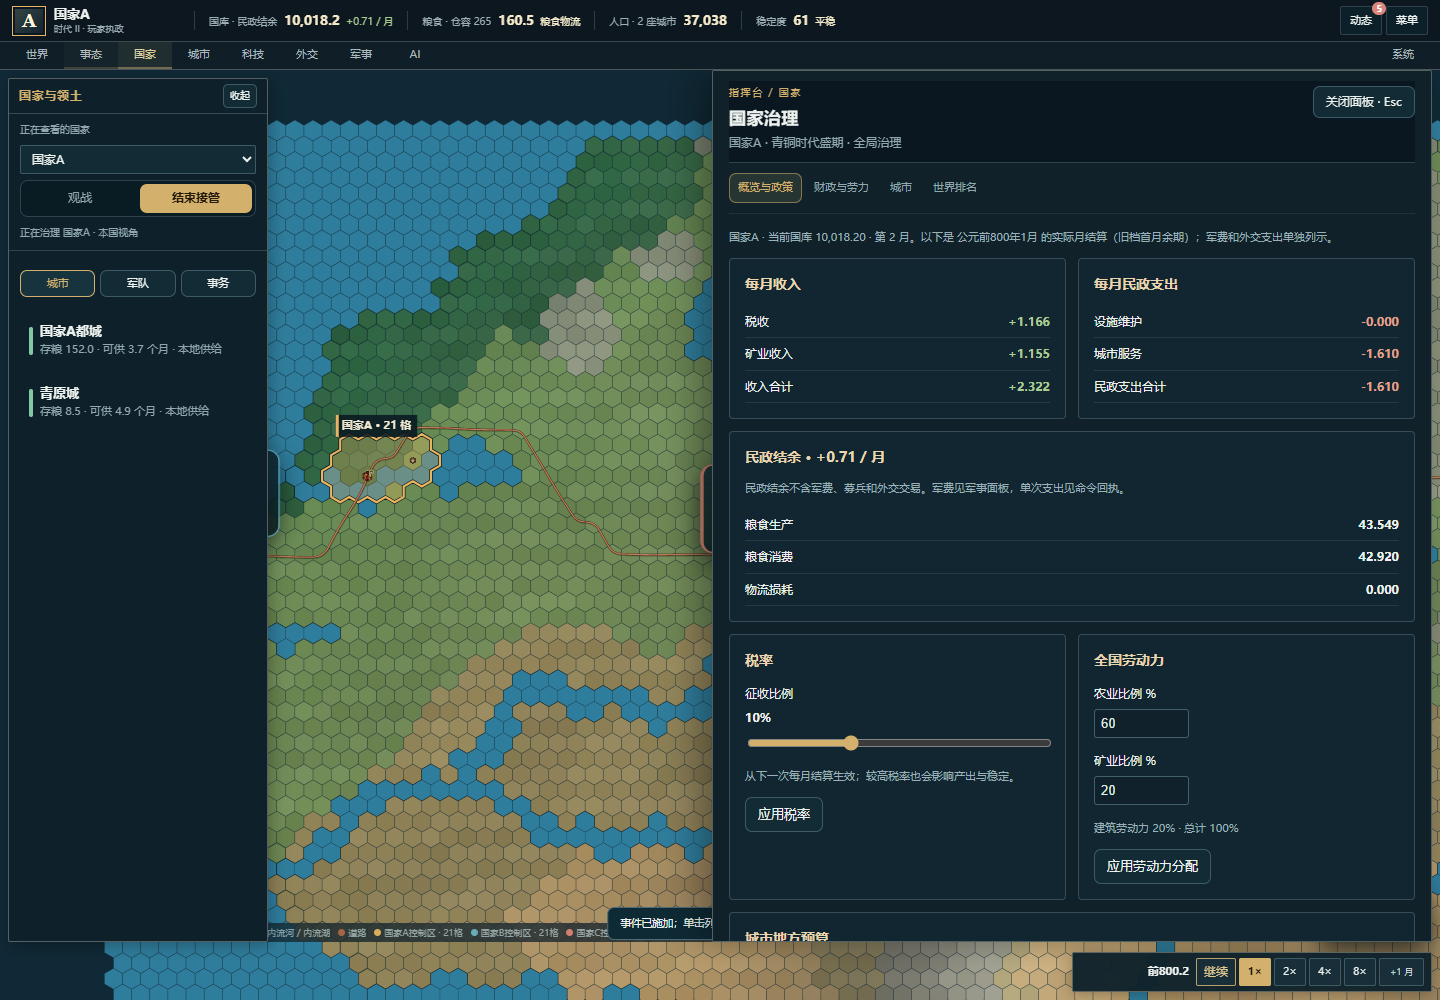 A
国家A
时代 II · 玩家执政
国库 · 民政结余 10,018.2 +0.71 / 月
粮食 · 仓容 265 160.5 粮食物流
人口 · 2 座城市 37,038
稳定度 61 平稳
动态 5
菜单
世界 事态 国家 城市 科技 外交 军事 AI 系统
国家与领土
收起
正在查看的国家
国家A
观战 结束接管
正在治理 国家A · 本国视角
城市 军队 事务
国家A都城
存粮 152.0 · 可供 3.7 个月 · 本地供给
青原城
存粮 8.5 · 可供 4.9 个月 · 本地供给
国家A • 21 格
内流河 / 内流湖 道路 国家A控制区 · 21格 国家B控制区 · 21格 国家C控
事件已施加；单击列
指挥台 / 国家
国家治理
国家A · 青铜时代盛期 · 全局治理
关闭面板 · Esc
概览与政策 财政与劳力 城市 世界排名
国家A · 当前国库 10,018.20 · 第 2 月。以下是 公元前800年1月 的实际月结算（旧档首月余期）；军费和外交支出单独列示。
每月收入
税收 +1.166
矿业收入 +1.155
收入合计 +2.322
每月民政支出
设施维护 -0.000
城市服务 -1.610
民政支出合计 -1.610
民政结余 • +0.71 / 月
民政结余不含军费、募兵和外交交易。军费见军事面板，单次支出见命令回执。
粮食生产 43.549
粮食消费 42.920
物流损耗 0.000
税率
征收比例
10%
从下一次每月结算生效；较高税率也会影响产出与稳定。
应用税率
全国劳动力
农业比例 %
60
矿业比例 %
20
建筑劳动力 20% · 总计 100%
应用劳动力分配
城市地方预算
前800.2 继续 1× 2× 4× 8× +1 月